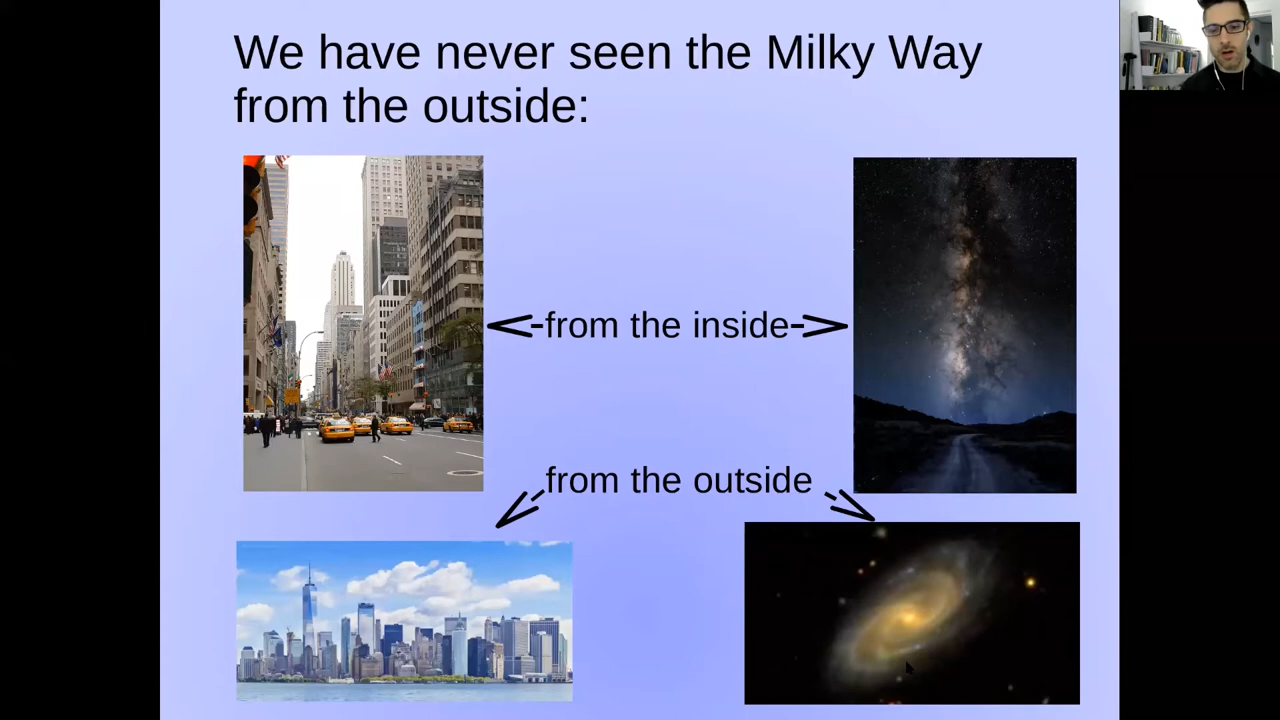 We have never seen the Milky Way
from the outside:
from the inside
from the outside